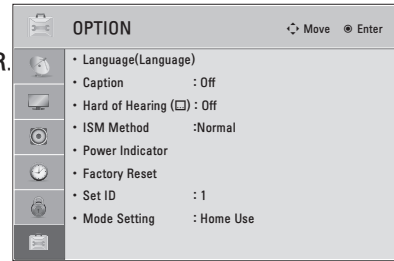 OPTION Move Enter
R.
• Language(Language)
• Caption : Off
• Hard of Hearing ( ) : Off
• ISM Method :Normal
• Power Indicator
• Factory Reset
• Set ID : 1
• Mode Setting : Home Use